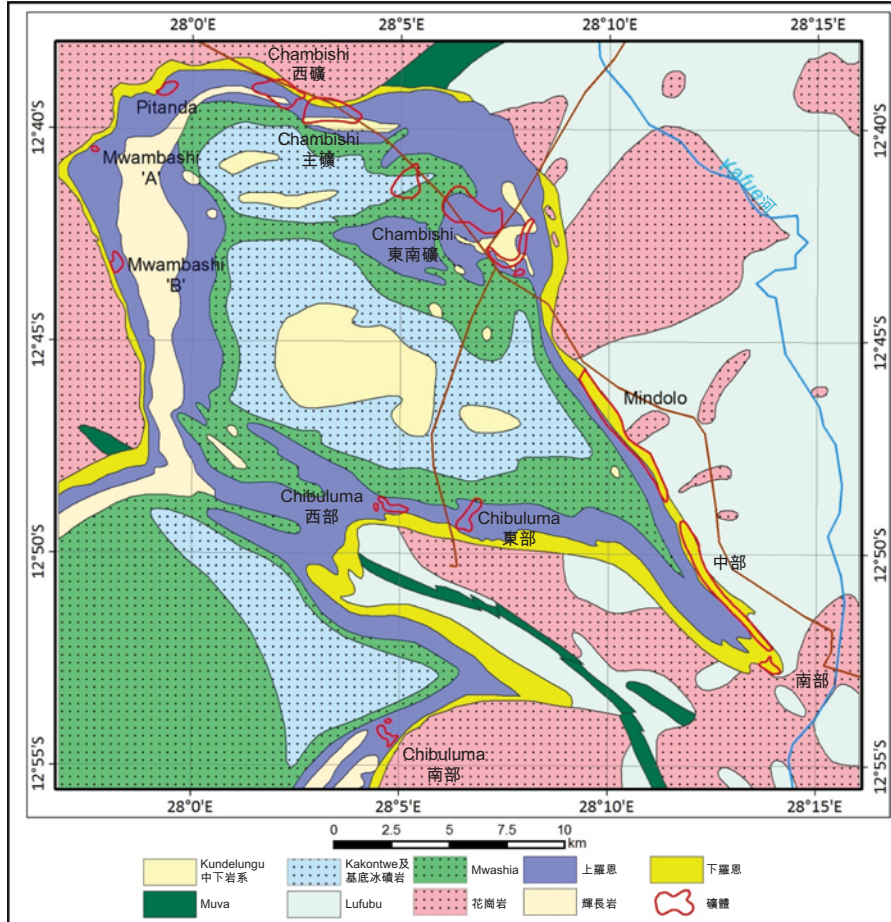 28°0'E
28°5'E
28°10'E
28°15'E
12°40'S
12°45'S
12°50'S
12°55'S
12°40'S
12°45'S
12°50'S
12°55'S
Chambishi
西礦
Pitanda
Chambishi
主礦
Mwambashi
'A'
Kafue河
Chambishi
東南礦
Mwambashi
'B'
Mindolo
Chibuluma
西部
Chibuluma
東部
中部
南部
Chibuluma
南部
28°0'E
28°5'E
28°10'E
28°15'E
0 2.5 5 7.5 10
km
Kundelungu
中下岩系
Kakontwe及
基底冰磧岩
Mwashia
上羅恩
下羅恩
Muva
Lufubu
花崗岩
輝長岩
礦體